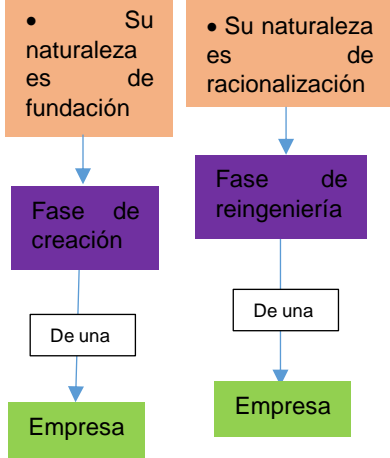 • Su
naturaleza
es de
fundación
Fase de
creación
De una
Empresa
• Su naturaleza
es de
racionalización
Fase de
reingeniería
De una
Empresa